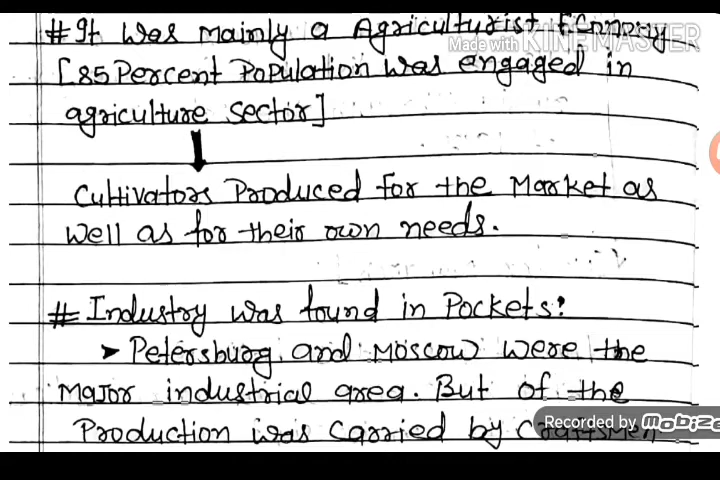 # It was mainly a Agriculturist Economy
Made with KINEMASTER
[85 Percent Population was engaged in
agriculture sector]
Cultivators Produced for the Market as
well as for their own needs.
# Industry was found in Pockets:
➤ Petersburg and Moscow were the
Major industrial area. But of the
Recorded by Mobize
Production was carried by Craftsmen